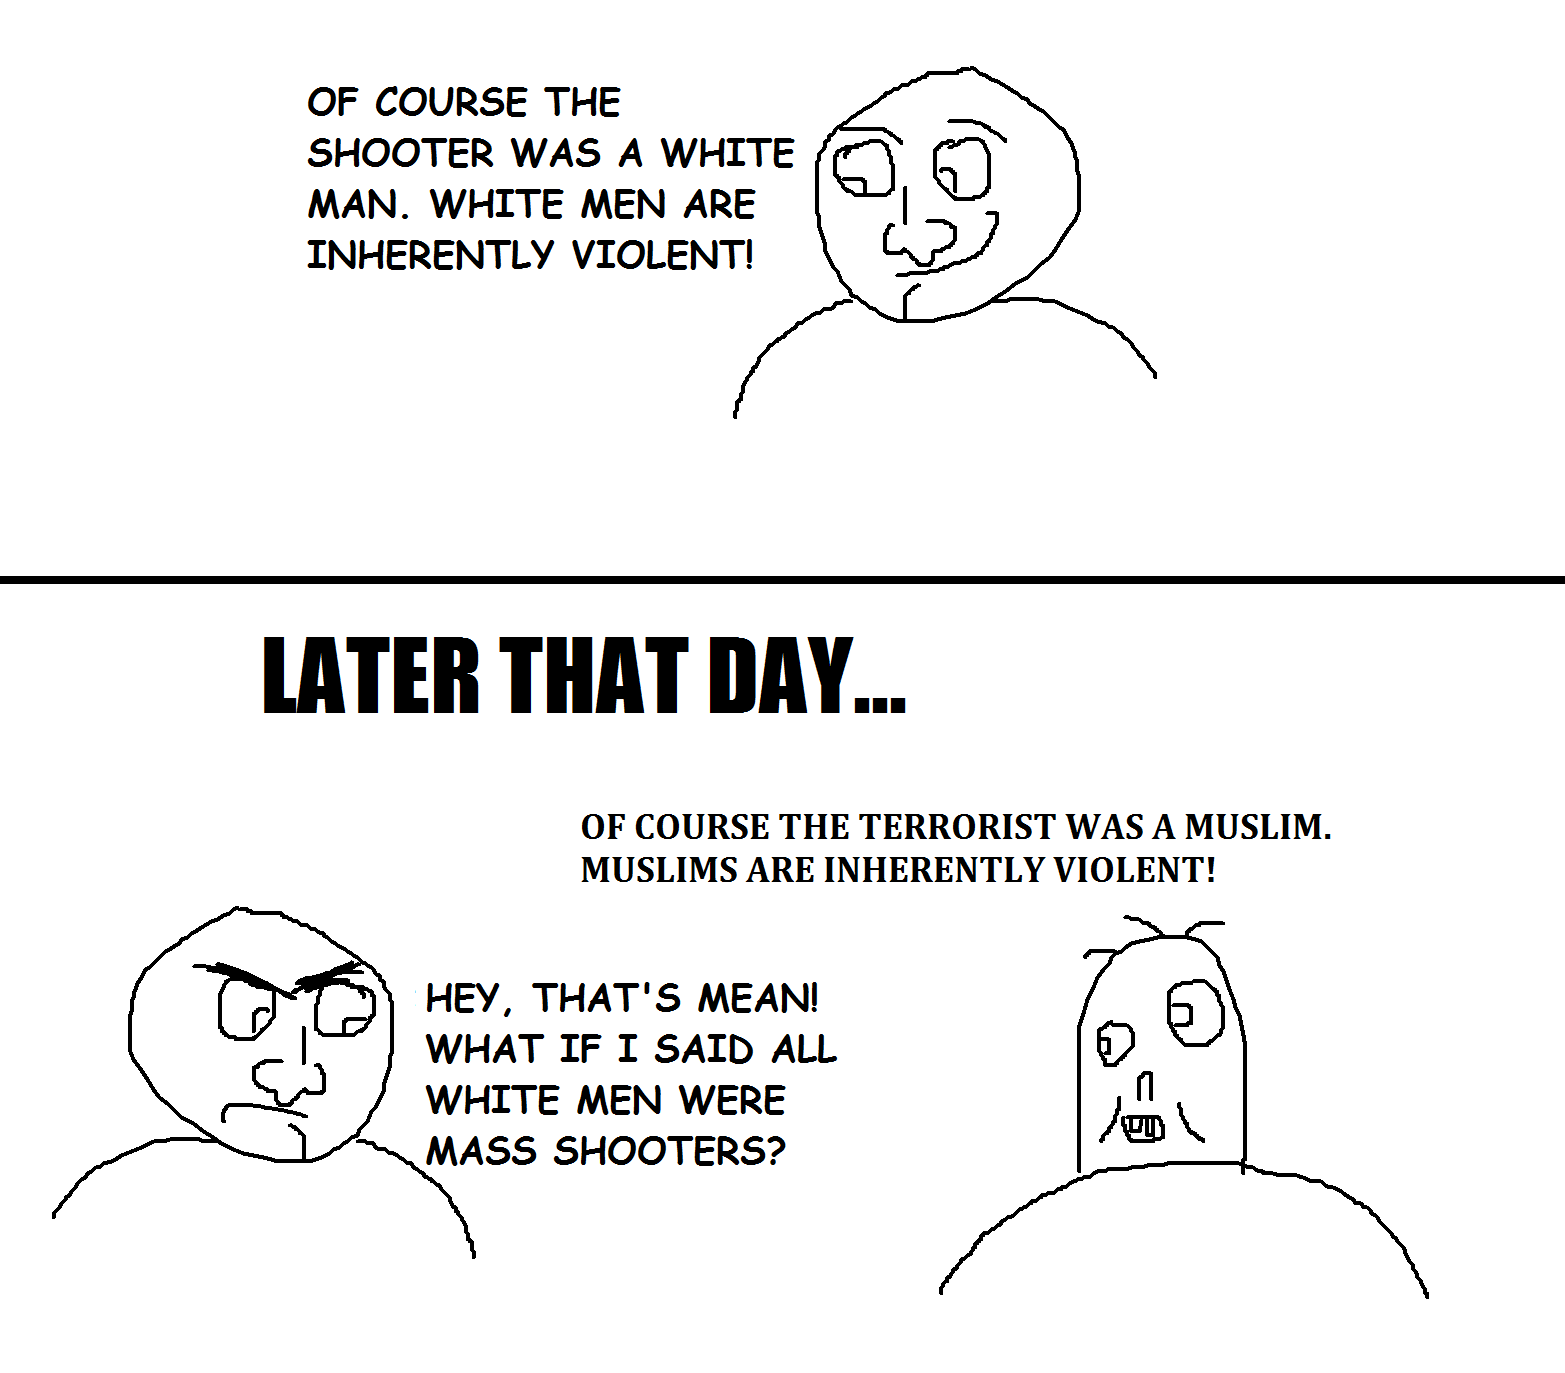 OF COURSE THE
SHOOTER WAS A WHITE
MAN. WHITE MEN ARE
INHERENTLY VIOLENT!
LATER THAT DAY...
OF COURSE THE TERRORIST WAS A MUSLIM.
MUSLIMS ARE INHERENTLY VIOLENT!
HEY, THAT'S MEAN!
WHAT IF I SAID ALL
WHITE MEN WERE
MASS SHOOTERS?